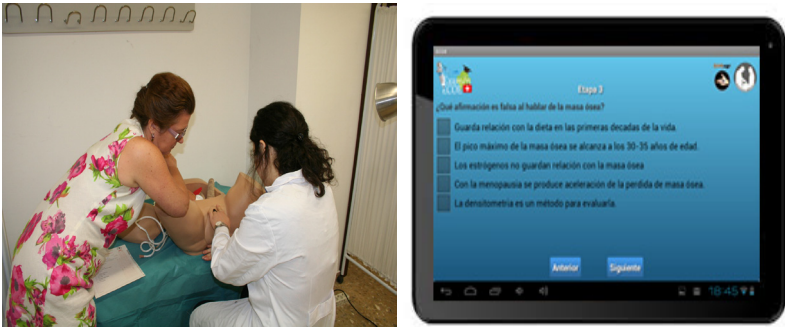 Etapa 3
¿Qué afirmación es falsa al hablar de la masa ósea?
Guarda relación con la dieta en las primeras decadas de la vida.
El pico máximo de la masa ósea se alcanza a los 30-35 años de edad.
Los estrógenos no guardan relación con la masa ósea
Con la menopausia se produce aceleración de la perdida de masa ósea.
La densitometría es un método para evaluarla.
Anterior Siguiente
18:45